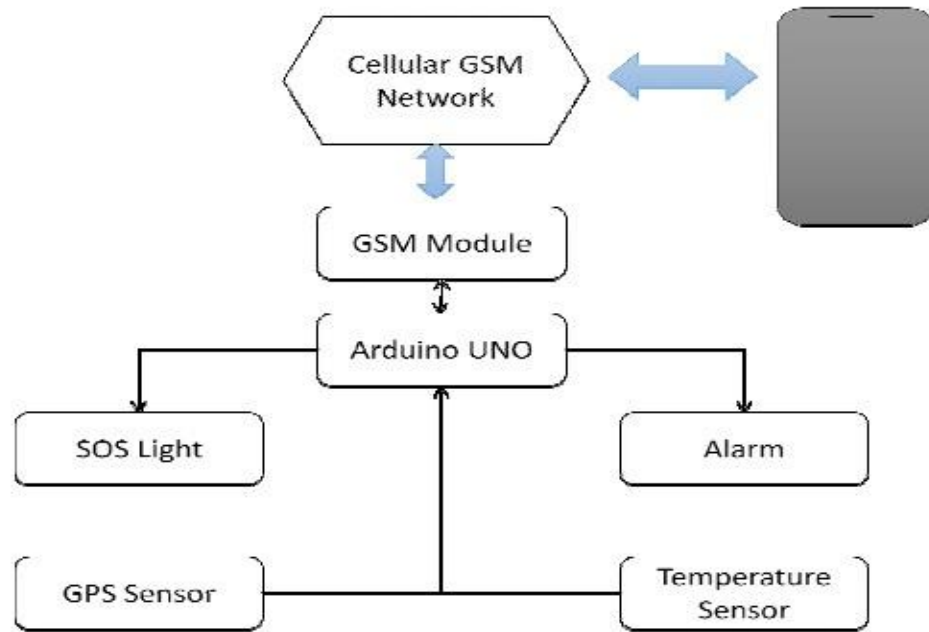 Cellular GSM
Network
GSM Module
Arduino UNO
SOS Light
Alarm
GPS Sensor
Temperature
Sensor